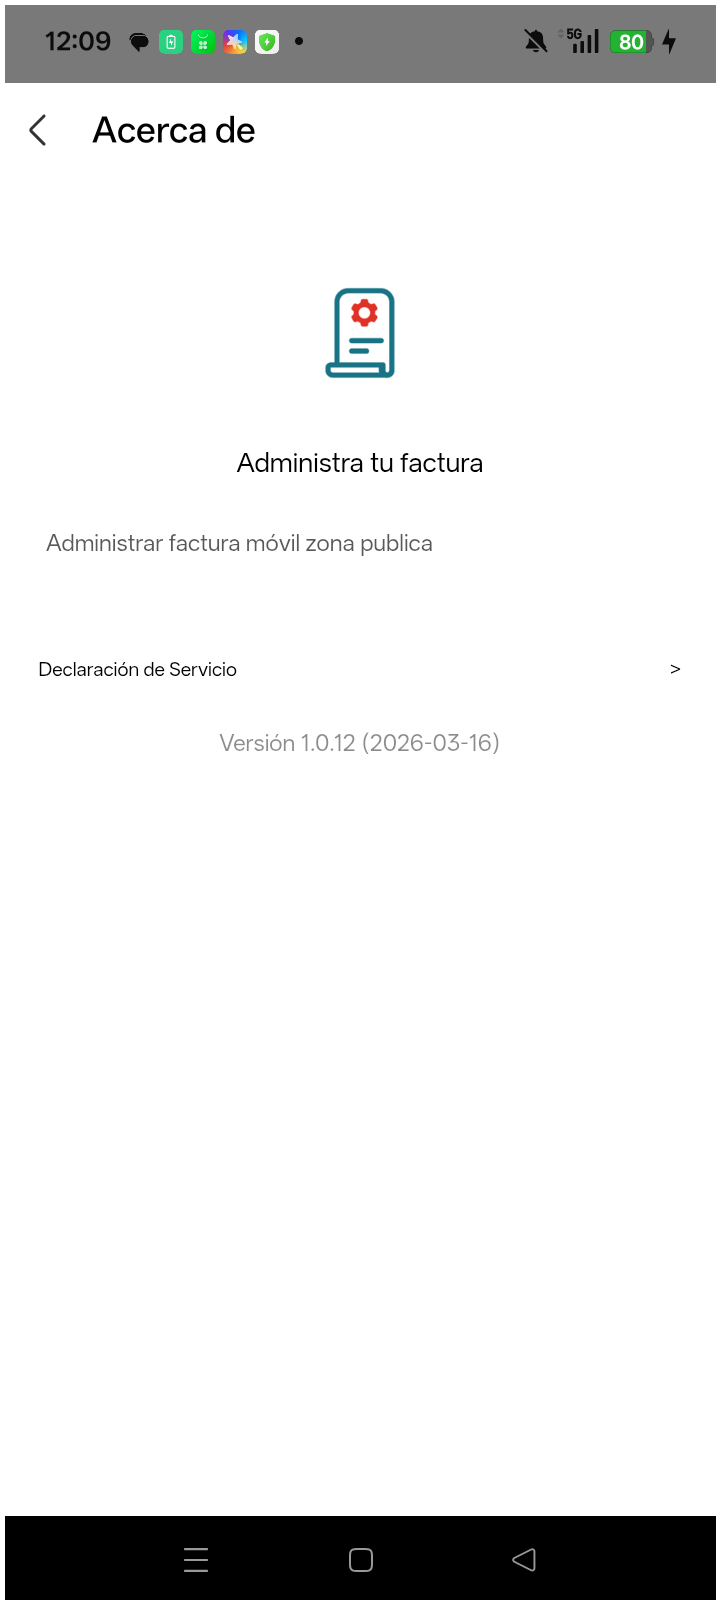 12:09 5G 80
Acerca de
Administra tu factura
Administrar factura móvil zona publica
Declaración de Servicio >
Versión 1.0.12 (2026-03-16)